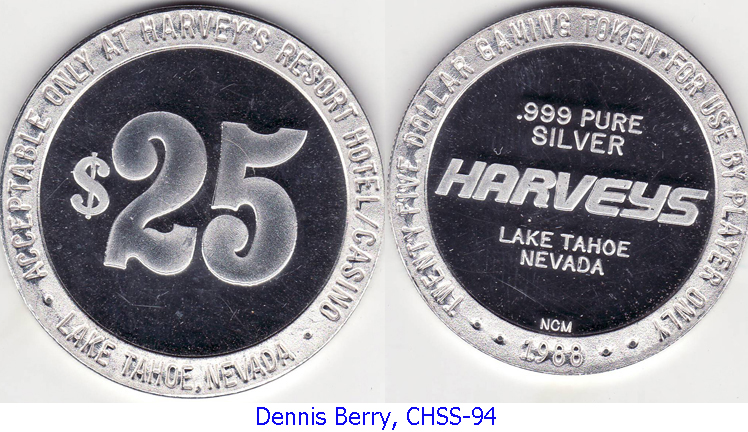 ACCEPTABLE ONLY AT HARVEY'S RESORT HOTEL/CASINO
$25
• LAKE TAHOE, NEVADA •
TWENTY FIVE DOLLAR GAMING TOKEN • FOR USE BY PLAYER ONLY
.999 PURE
SILVER
HARVEYS
LAKE TAHOE
NEVADA
NCM
• • 1988 • •
Dennis Berry, CHSS-94